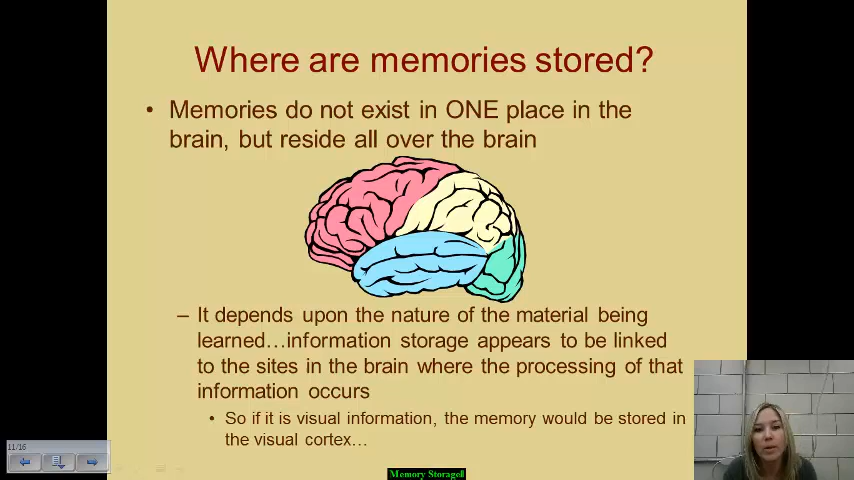 Where are memories stored?
• Memories do not exist in ONE place in the
brain, but reside all over the brain
– It depends upon the nature of the material being
learned…information storage appears to be linked
to the sites in the brain where the processing of that
information occurs
• So if it is visual information, the memory would be stored in
the visual cortex…
11/16
Memory Storage